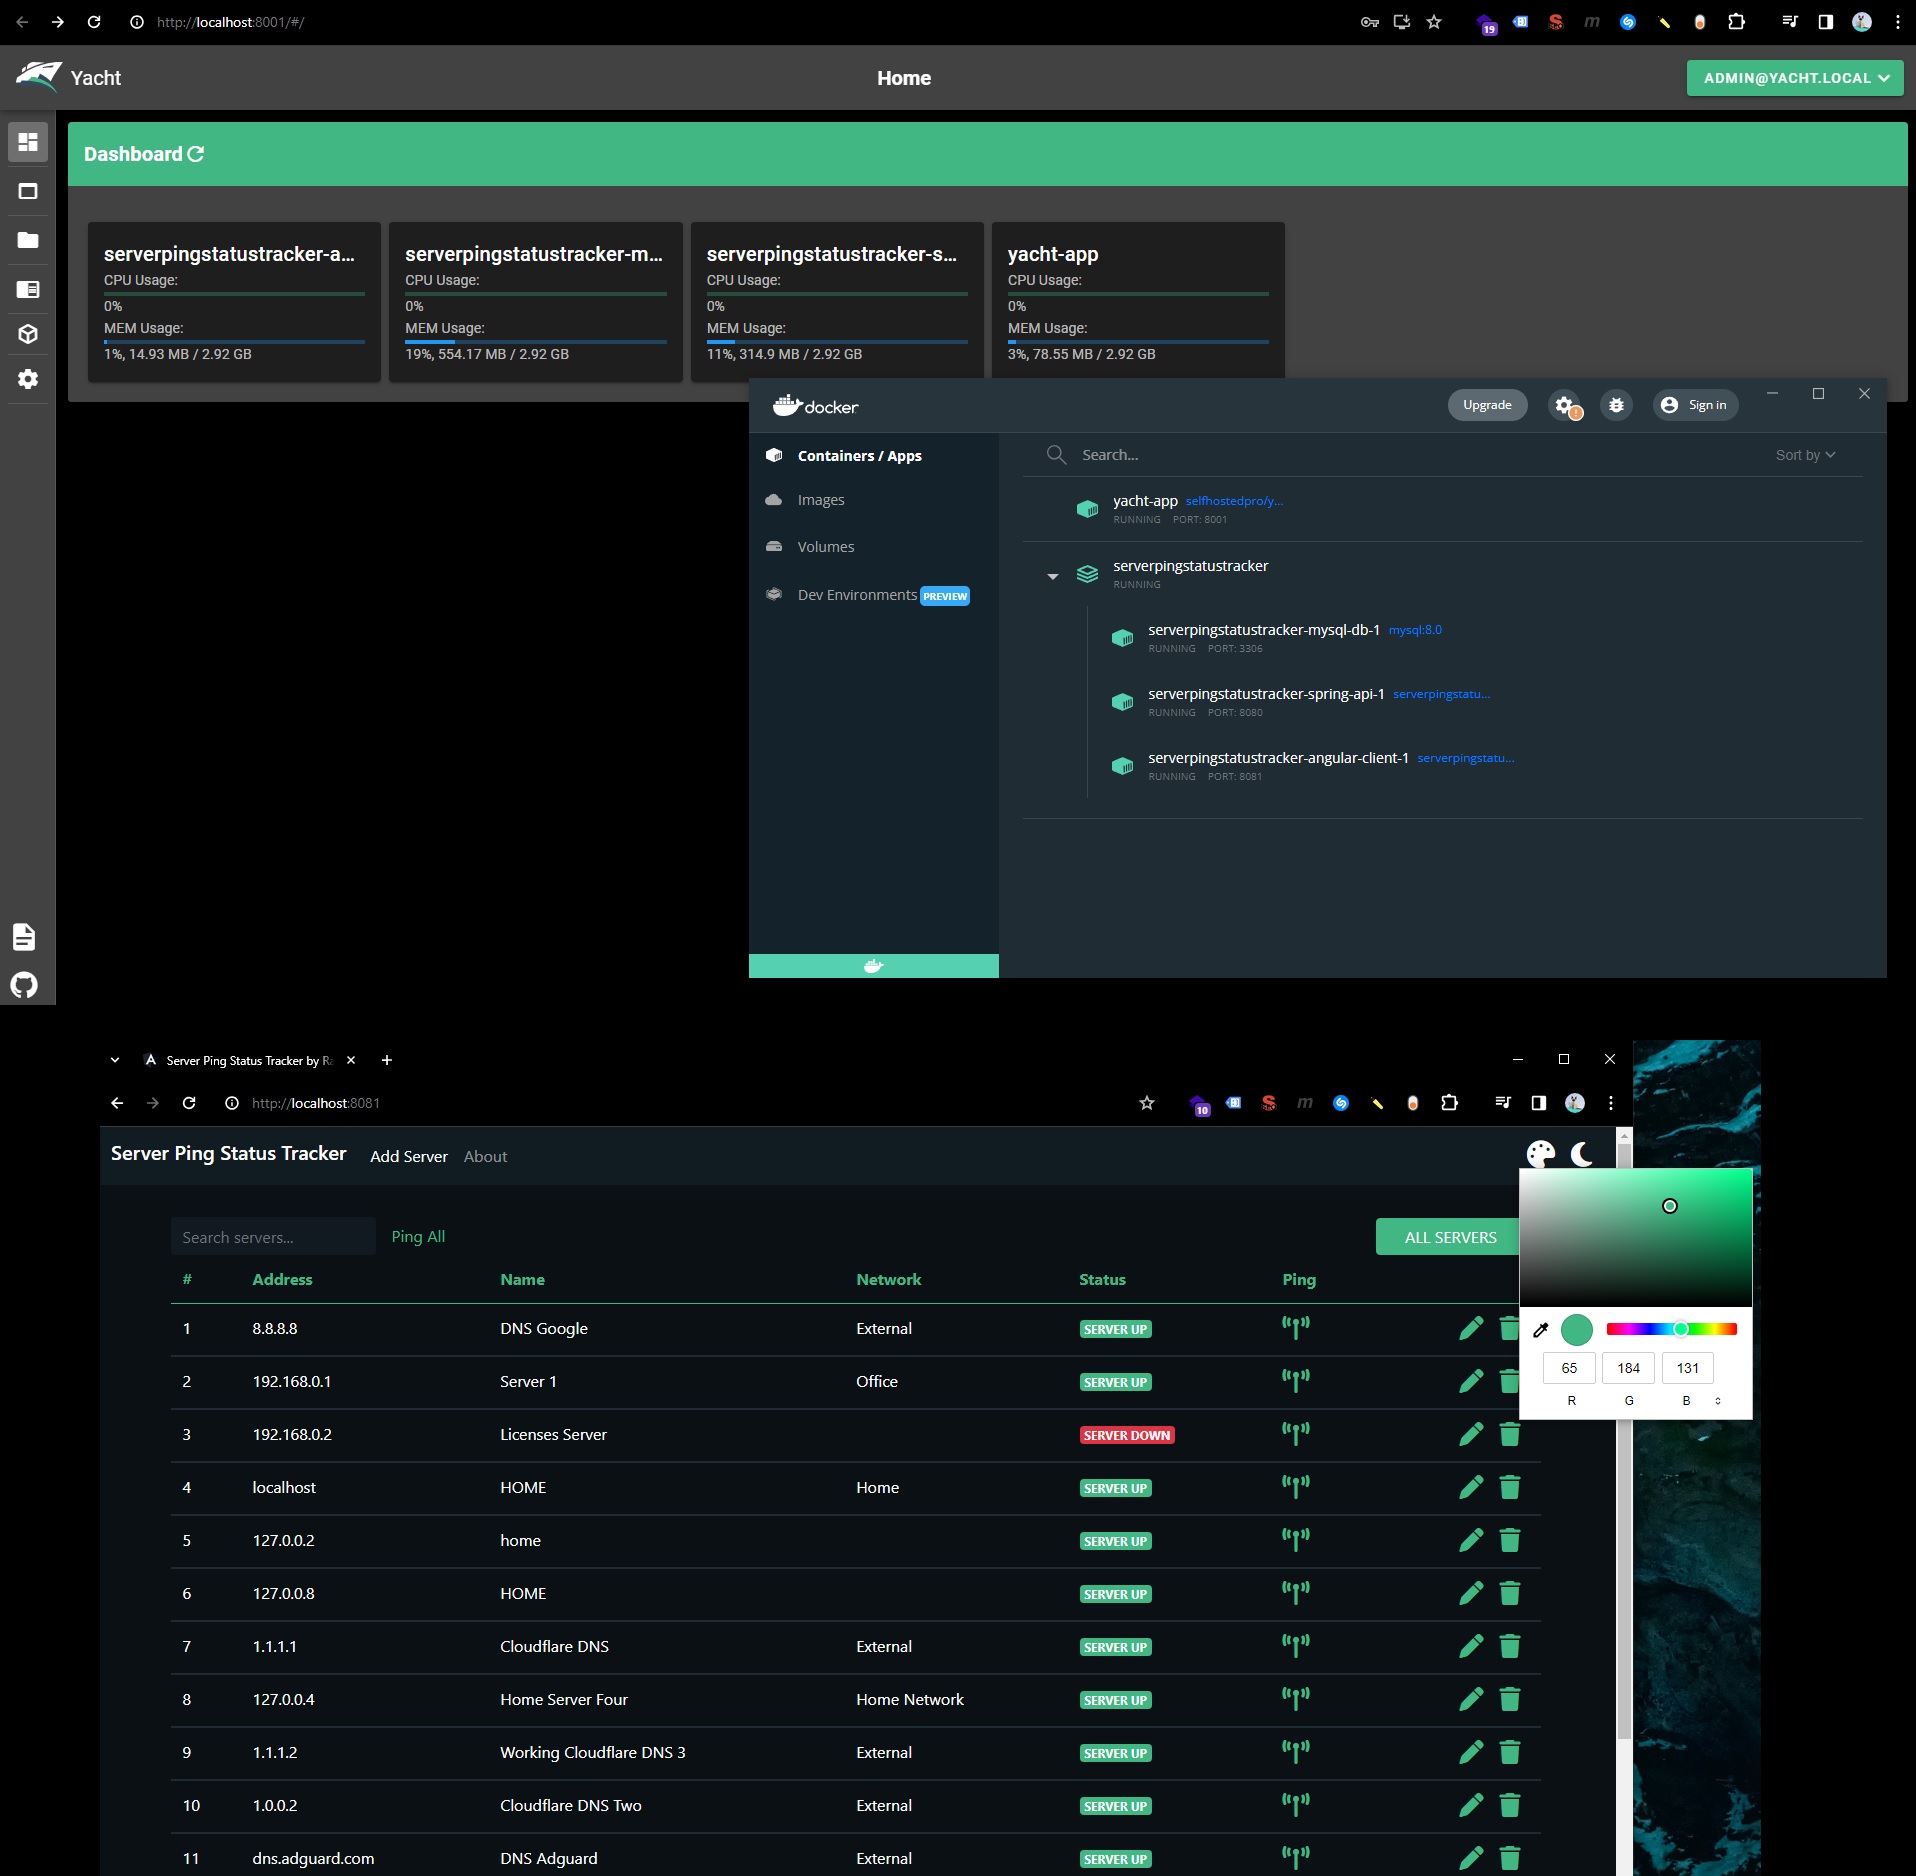 http://localhost:8001/#/
19
Yacht
Home
ADMIN@YACHT.LOCAL
Dashboard
serverpingstatustracker-a...
CPU Usage:
0%
MEM Usage:
1%, 14.93 MB / 2.92 GB
serverpingstatustracker-m...
CPU Usage:
0%
MEM Usage:
19%, 554.17 MB / 2.92 GB
serverpingstatustracker-s...
CPU Usage:
0%
MEM Usage:
11%, 314.9 MB / 2.92 GB
yacht-app
CPU Usage:
0%
MEM Usage:
3%, 78.55 MB / 2.92 GB
docker
Upgrade
Sign in
Containers / Apps
Images
Volumes
Dev Environments PREVIEW
Search...
Sort by
yacht-app selfhostedpro/y...
RUNNING PORT: 8001
serverpingstatustracker
RUNNING
serverpingstatustracker-mysql-db-1 mysql:8.0
RUNNING PORT: 3306
serverpingstatustracker-spring-api-1 serverpingstatu...
RUNNING PORT: 8080
serverpingstatustracker-angular-client-1 serverpingstatu...
RUNNING PORT: 8081
Server Ping Status Tracker by Ra
http://localhost:8081
10
Server Ping Status Tracker
Add Server
About
Search servers...
Ping All
ALL SERVERS
# Address Name Network Status Ping
1 8.8.8.8 DNS Google External SERVER UP
2 192.168.0.1 Server 1 Office SERVER UP
3 192.168.0.2 Licenses Server SERVER DOWN
4 localhost HOME Home SERVER UP
5 127.0.0.2 home SERVER UP
6 127.0.0.8 HOME SERVER UP
7 1.1.1.1 Cloudflare DNS External SERVER UP
8 127.0.0.4 Home Server Four Home Network SERVER UP
9 1.1.1.2 Working Cloudflare DNS 3 External SERVER UP
10 1.0.0.2 Cloudflare DNS Two External SERVER UP
11 dns.adguard.com DNS Adguard External SERVER UP
65 184 131
R G B